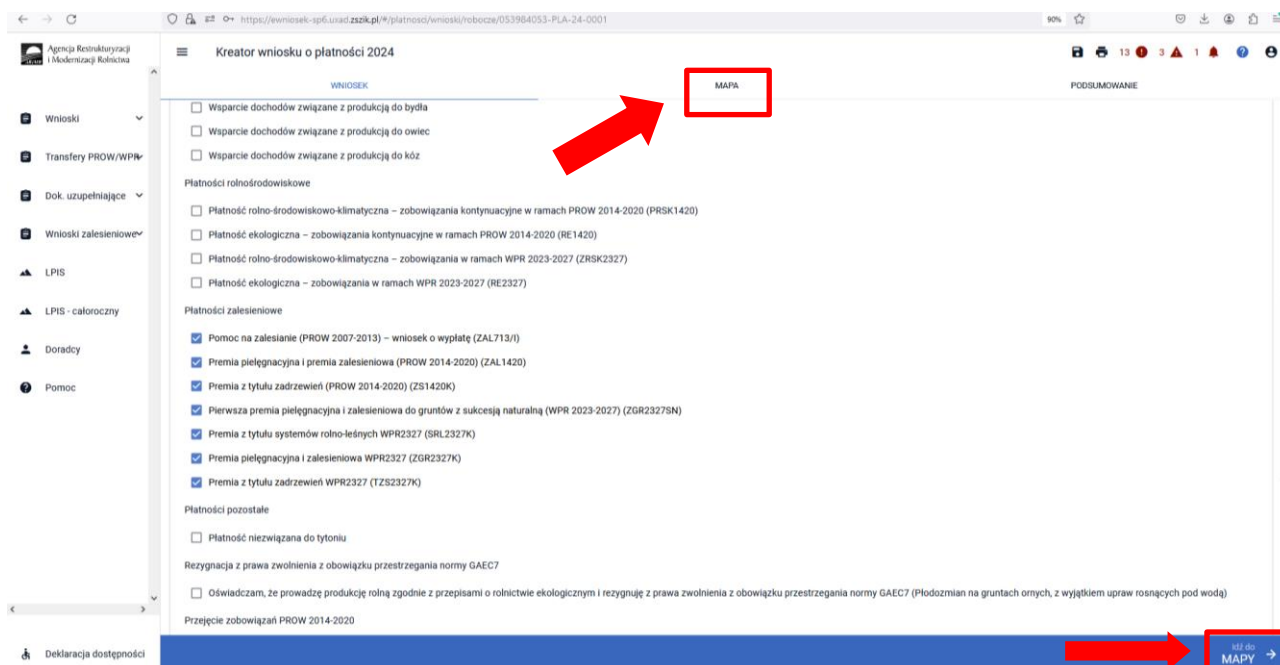 https://ewniosek-sp6.uxad.zszik.pl/#/platnosci/wnioski/robocze/053984053-PLA-24-0001
90%
Agencja Restrukturyzacji
i Modernizacji Rolnictwa
Kreator wniosku o płatności 2024
13
3
1
WNIOSEK
MAPA
PODSUMOWANIE
Wnioski
Transfery PROW/WPR
Dok. uzupełniające
Wnioski zalesieniowe
LPIS
LPIS - całoroczny
Doradcy
Pomoc
Deklaracja dostępności
Wsparcie dochodów związane z produkcją do bydła
Wsparcie dochodów związane z produkcją do owiec
Wsparcie dochodów związane z produkcją do kóz
Płatności rolnośrodowiskowe
Płatność rolno-środowiskowo-klimatyczna – zobowiązania kontynuacyjne w ramach PROW 2014-2020 (PRSK1420)
Płatność ekologiczna – zobowiązania kontynuacyjne w ramach PROW 2014-2020 (RE1420)
Płatność rolno-środowiskowo-klimatyczna – zobowiązania w ramach WPR 2023-2027 (ZRSK2327)
Płatność ekologiczna – zobowiązania w ramach WPR 2023-2027 (RE2327)
Płatności zalesieniowe
Pomoc na zalesianie (PROW 2007-2013) – wniosek o wypłatę (ZAL713/I)
Premia pielęgnacyjna i premia zalesieniowa (PROW 2014-2020) (ZAL1420)
Premia z tytułu zadrzewień (PROW 2014-2020) (ZS1420K)
Pierwsza premia pielęgnacyjna i zalesieniowa do gruntów z sukcesją naturalną (WPR 2023-2027) (ZGR2327SN)
Premia z tytułu systemów rolno-leśnych WPR2327 (SRL2327K)
Premia pielęgnacyjna i zalesieniowa WPR2327 (ZGR2327K)
Premia z tytułu zadrzewień WPR2327 (TZS2327K)
Płatności pozostałe
Płatność niezwiązana do tytoniu
Rezygnacja z prawa zwolnienia z obowiązku przestrzegania normy GAEC7
Oświadczam, że prowadzę produkcję rolną zgodnie z przepisami o rolnictwie ekologicznym i rezygnuję z prawa zwolnienia z obowiązku przestrzegania normy GAEC7 (Płodozmian na gruntach ornych, z wyjątkiem upraw rosnących pod wodą)
Przejęcie zobowiązań PROW 2014-2020
Idź do
MAPY